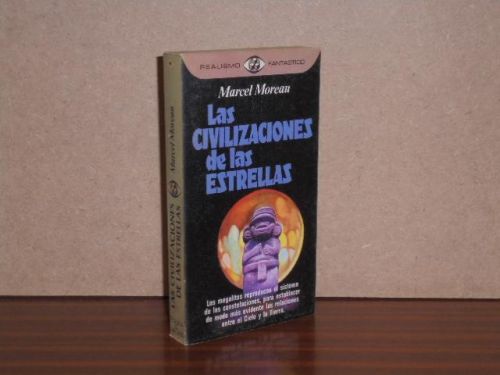 REALISMO FANTASTICO
Marcel Moreau
Las
CIVILIZACIONES
de las
ESTRELLAS
Los megalitos reproducen el sistema
de las constelaciones, para establecer
de modo más evidente las relaciones
entre el Cielo y la Tierra.
LAS CIVILIZACIONES
DE LAS ESTRELLAS
Marcel Moreau